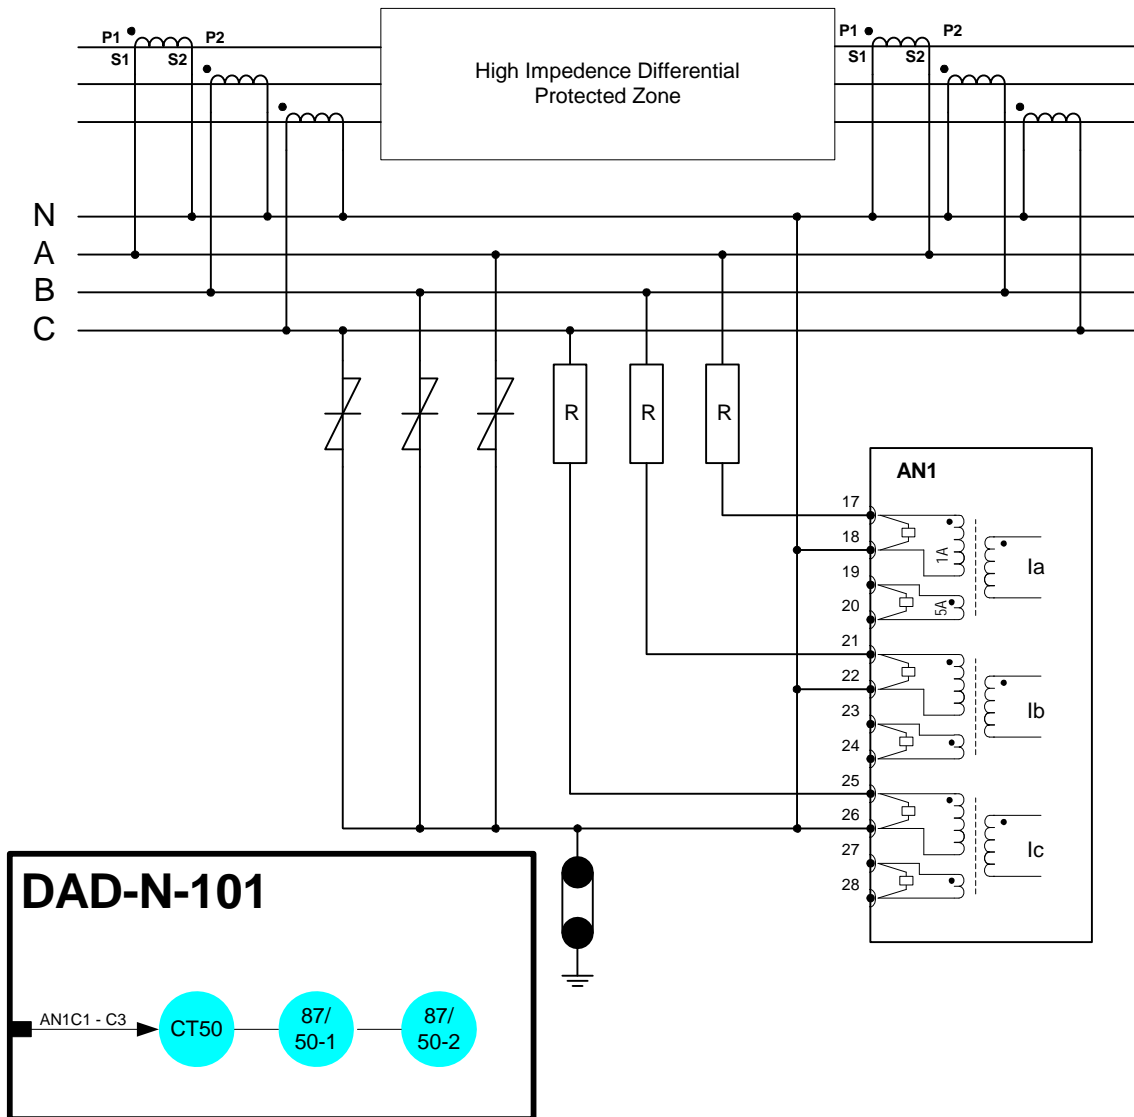 P1
P2
S1
S2
High Impedence Differential
Protected Zone
P1
P2
S1
S2
N
A
B
C
R
R
R
AN1
17
18
19
20
21
22
23
24
25
26
27
28
1A
5A
Ia
Ib
Ic
DAD-N-101
AN1C1 - C3
CT50
87/
50-1
87/
50-2